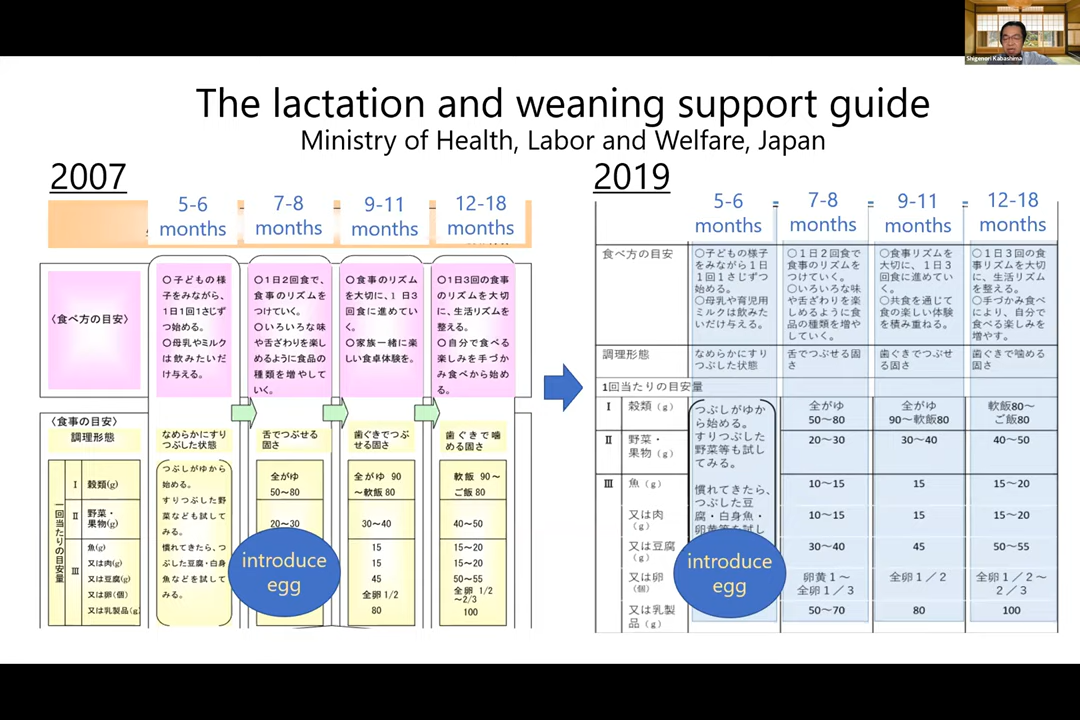 Shigenori Kabashima
The lactation and weaning support guide
Ministry of Health, Labor and Welfare, Japan
2007
5-6
months
7-8
months
9-11
months
12-18
months
〈食べ方の目安〉
○子どもの様
子をみながら、
1日1回1さじず
つ始める。
○母乳やミルク
は飲みたいだ
け与える。
○1日2回食で、
食事のリズムを
つけていく。
○いろいろな味
や舌ざわりを楽し
めるように食品の
種類を増やして
いく。
○食事のリズム
を大切に、1日3
回食に進めてい
く。
○家族一緒に楽
しい食卓体験を。
○1日3回の食事
のリズムを大切
に、生活リズムを
整える。
○自分で食べる
楽しみを手づか
み食べから始め
る。
〈食事の目安〉
調理形態
なめらかにすり
つぶした状態
舌でつぶせる
固さ
歯ぐきでつぶ
せる固さ
歯ぐきで噛
める固さ
一回当たりの目安量
I 穀類(g)
II 野菜・
果物(g)
III
魚(g)
又は肉(g)
又は豆腐(g)
又は卵(個)
又は乳製品(g)
つぶしがゆから
始める。
すりつぶした野
菜なども試して
みる。
慣れてきたら、つ
ぶした豆腐・白身
魚などを試して
みる。
全がゆ
50~80
20~30
introduce
egg
全がゆ 90
~軟飯80
30~40
15
15
45
全卵 1/2
80
軟飯 90~
ご飯 80
40~50
15~20
15~20
50~55
全卵 1/2
~2/3
100
2019
5-6
months
7-8
months
9-11
months
12-18
months
食べ方の目安
○子どもの様子
をみながら1日
1回1さじずつ
始める。
○母乳や育児用
ミルクは飲みた
いだけ与える。
○1日2回食で
食事のリズムを
つけていく。
○いろいろな味
や舌ざわりを楽
しめるように食
品の種類を増や
していく。
○食事リズム
を大切に、1日3
回食に進めてい
く。
○共食を通じて
食の楽しい体験
を積み重ねる。
○1日3回の食
事リズムを大切
に、生活リズム
を整える。
○手づかみ食べ
により、自分で
食べる楽しみを
増やす。
調理形態
なめらかにすり
つぶした状態
舌でつぶせる固
さ
歯ぐきでつぶせ
る固さ
歯ぐきで噛める
固さ
1回当たりの目安量
I 穀類(g)
つぶしがゆか
ら始める。
すりつぶした
野菜等も試し
てみる。
慣れてきたら、
つぶした豆
腐・白身魚・
卵黄等を試し
introduce
egg
全がゆ
50~80
全がゆ
90~軟飯80
軟飯80~
ご飯80
II 野菜・
果物(g)
20~30
30~40
40~50
III 魚(g)
10~15
15
15~20
又は肉
(g)
10~15
15
15~20
又は豆腐
(g)
30~40
45
50~55
又は卵
(個)
卵黄1~
全卵1/3
全卵1/2
全卵1/2~
2/3
又は乳製
品(g)
50~70
80
100